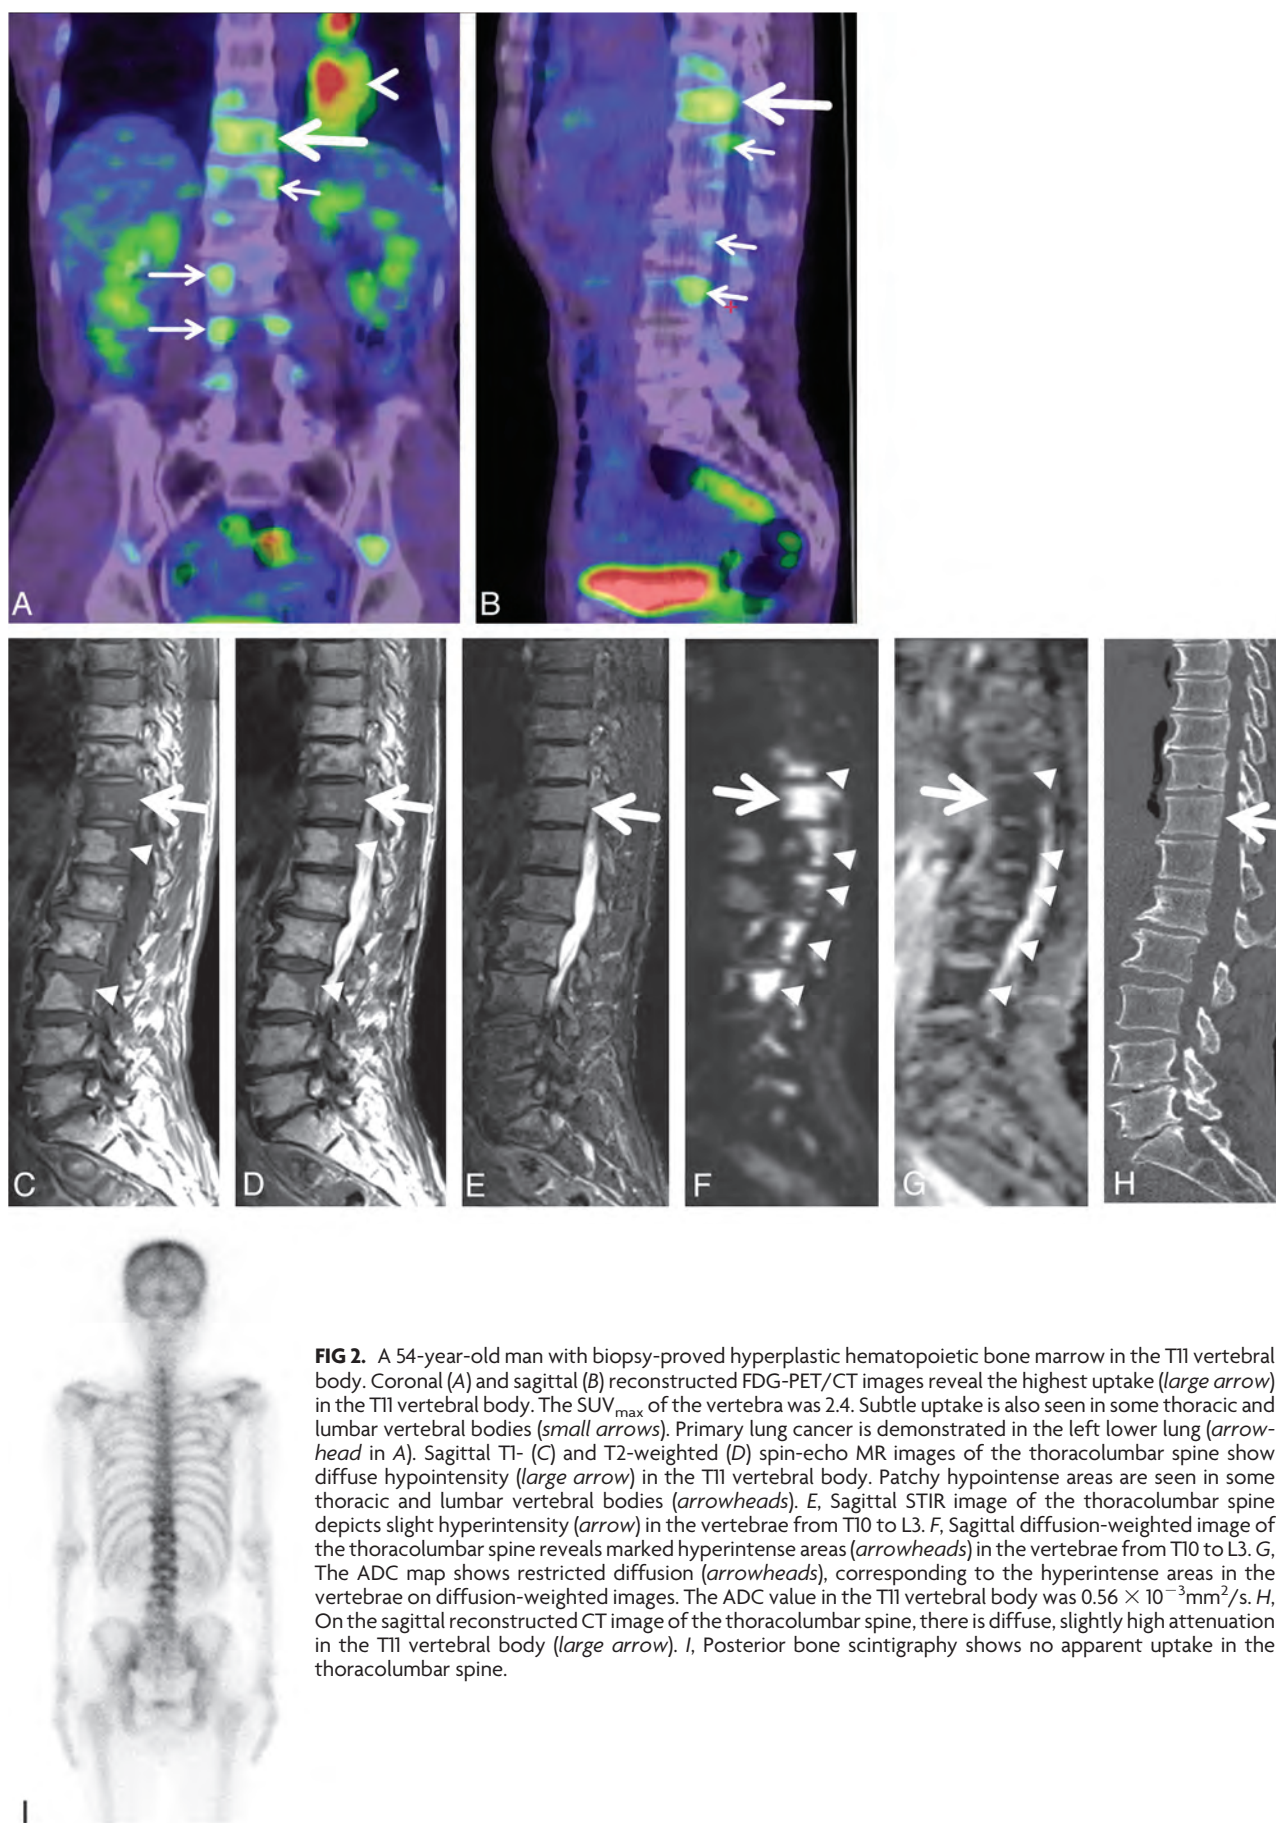 A
B
C
D
E
F
G
H
I
FIG 2. A 54-year-old man with biopsy-proved hyperplastic hematopoietic bone marrow in the T11 vertebral
body. Coronal (A) and sagittal (B) reconstructed FDG-PET/CT images reveal the highest uptake (large arrow)
in the T11 vertebral body. The SUVmax of the vertebra was 2.4. Subtle uptake is also seen in some thoracic and
lumbar vertebral bodies (small arrows). Primary lung cancer is demonstrated in the left lower lung (arrow-
head in A). Sagittal T1- (C) and T2-weighted (D) spin-echo MR images of the thoracolumbar spine show
diffuse hypointensity (large arrow) in the T11 vertebral body. Patchy hypointense areas are seen in some
thoracic and lumbar vertebral bodies (arrowheads). E, Sagittal STIR image of the thoracolumbar spine
depicts slight hyperintensity (arrow) in the vertebrae from T10 to L3. F, Sagittal diffusion-weighted image of
the thoracolumbar spine reveals marked hyperintense areas (arrowheads) in the vertebrae from T10 to L3. G,
The ADC map shows restricted diffusion (arrowheads), corresponding to the hyperintense areas in the
vertebrae on diffusion-weighted images. The ADC value in the T11 vertebral body was 0.56 × 10−3mm2/s. H,
On the sagittal reconstructed CT image of the thoracolumbar spine, there is diffuse, slightly high attenuation
in the T11 vertebral body (large arrow). I, Posterior bone scintigraphy shows no apparent uptake in the
thoracolumbar spine.